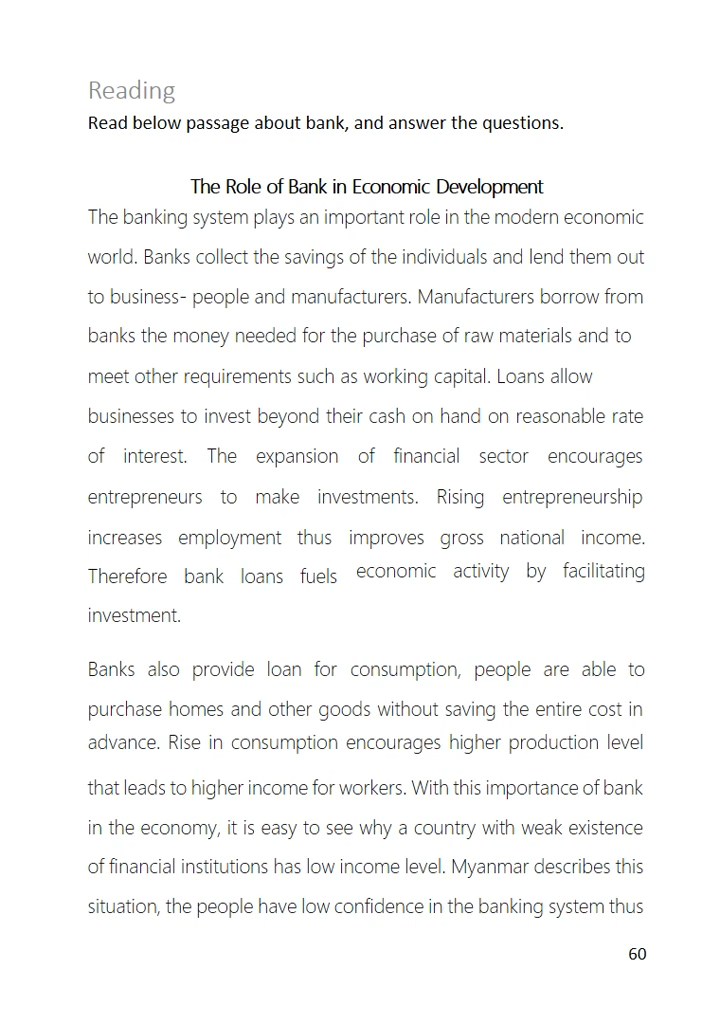 Reading
Read below passage about bank, and answer the questions.
The Role of Bank in Economic Development
The banking system plays an important role in the modern economic
world. Banks collect the savings of the individuals and lend them out
to business- people and manufacturers. Manufacturers borrow from
banks the money needed for the purchase of raw materials and to
meet other requirements such as working capital. Loans allow
businesses to invest beyond their cash on hand on reasonable rate
of interest. The expansion of financial sector encourages
entrepreneurs to make investments. Rising entrepreneurship
increases employment thus improves gross national income.
Therefore bank loans fuels economic activity by facilitating
investment.
Banks also provide loan for consumption, people are able to
purchase homes and other goods without saving the entire cost in
advance. Rise in consumption encourages higher production level
that leads to higher income for workers. With this importance of bank
in the economy, it is easy to see why a country with weak existence
of financial institutions has low income level. Myanmar describes this
situation, the people have low confidence in the banking system thus
60